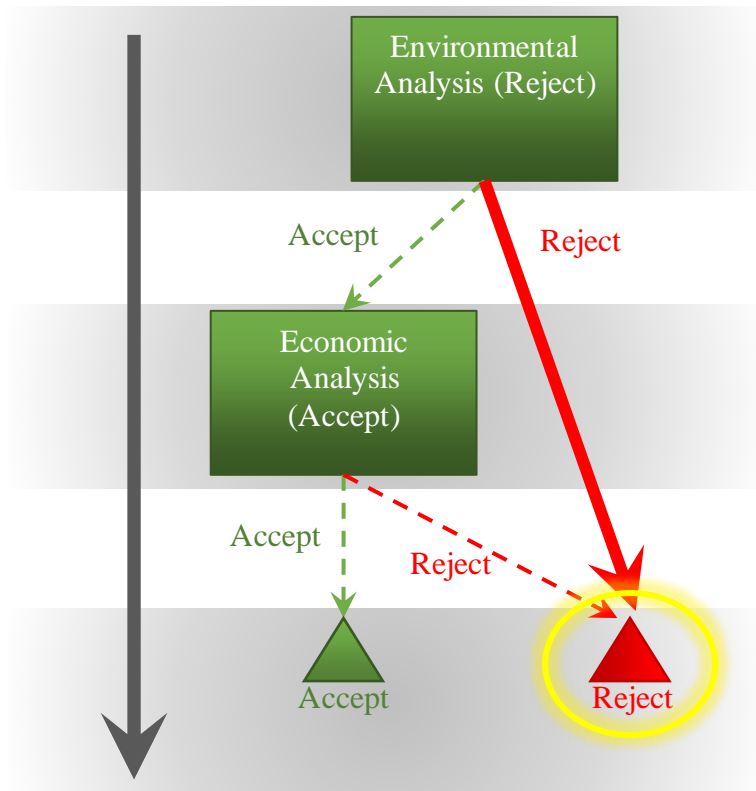 Environmental
Analysis (Reject)
Accept
Reject
Economic
Analysis
(Accept)
Accept
Reject
Accept
Reject